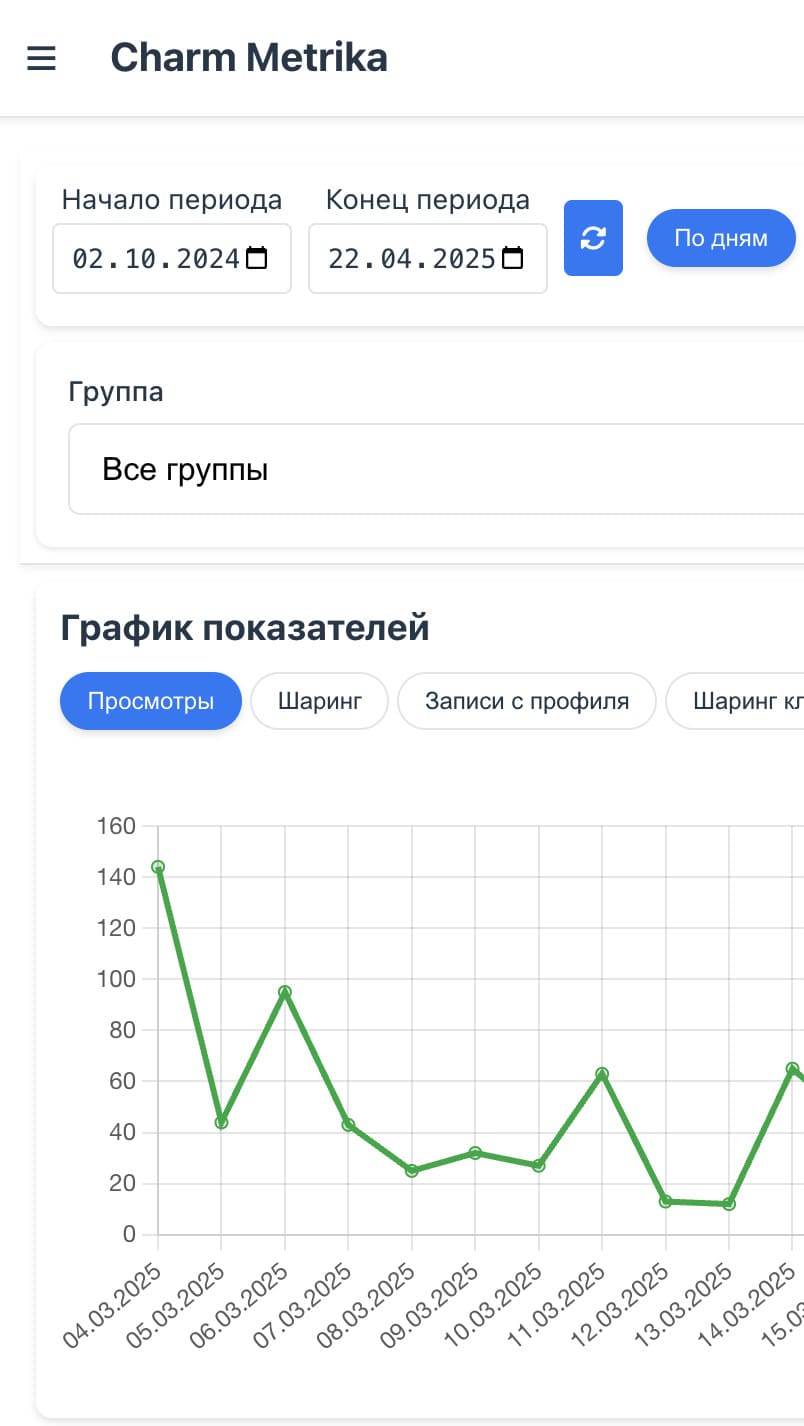 Charm Metrika
Начало периода Конец периода
02.10.2024 22.04.2025 По дням
Группа
Все группы
График показателей
Просмотры Шаринг Записи с профиля Шаринг
160
140
120
100
80
60
40
20
0
04.03.2025 05.03.2025 06.03.2025 07.03.2025 08.03.2025 09.03.2025 10.03.2025 11.03.2025 12.03.2025 13.03.2025 14.03.2025